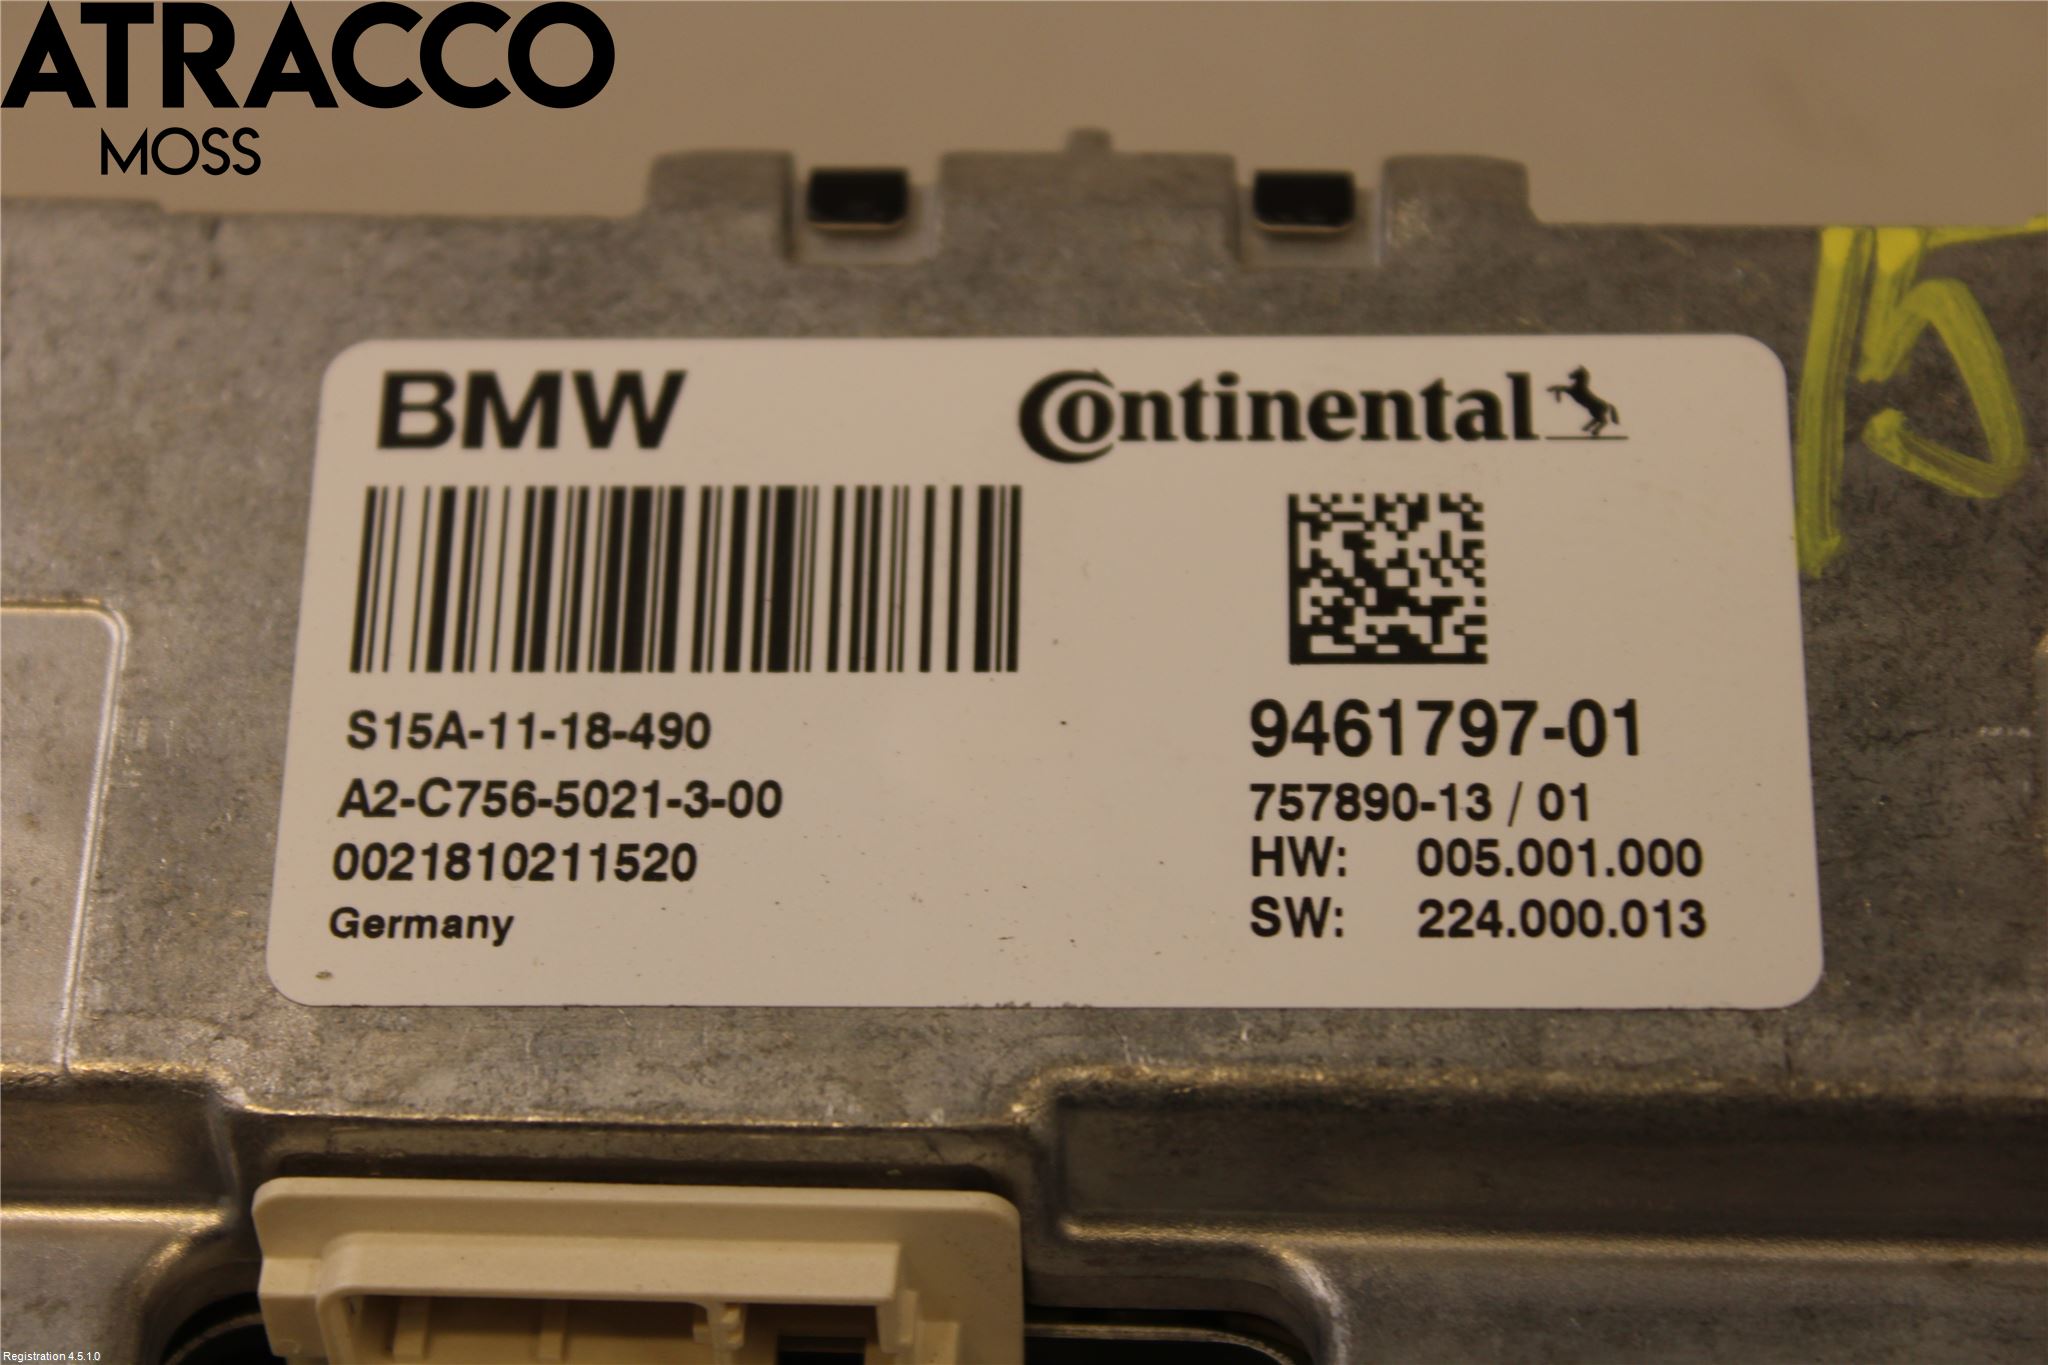 ATRACCO
MOSS
15
BMW
Continental
S15A-11-18-490
A2-C756-5021-3-00
0021810211520
Germany
9461797-01
757890-13 / 01
HW: 005.001.000
SW: 224.000.013
Registration 4.5.1.0